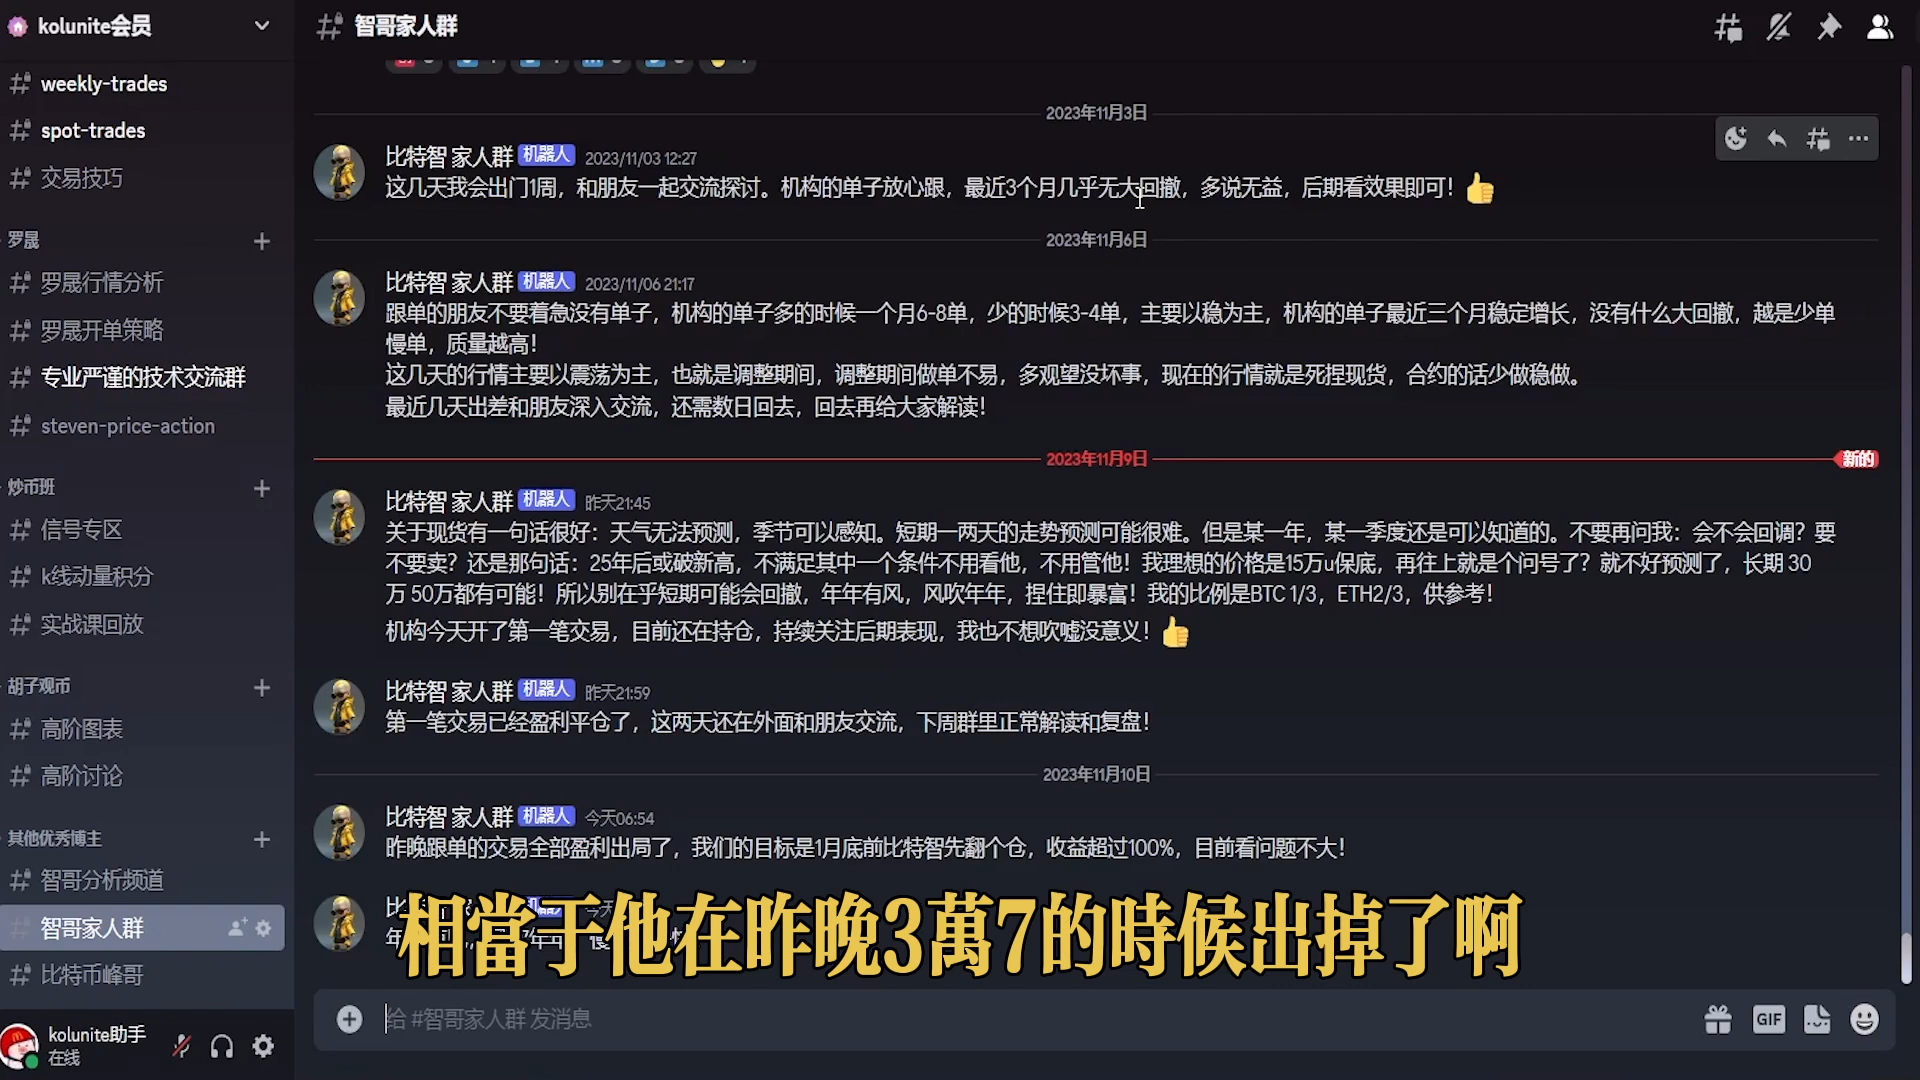 kolunite会员
weekly-trades
spot-trades
交易技巧
罗晟
罗晟行情分析
罗晟开单策略
专业严谨的技术交流群
steven-price-action
炒币班
信号专区
k线动量积分
实战课回放
胡子观币
高阶图表
高阶讨论
其他优秀博主
智哥分析频道
智哥家人群
比特币峰哥
kolunite助手
在线
智哥家人群
2023年11月3日
比特智 家人群 机器人 2023/11/03 12:27
这几天我会出门1周，和朋友一起交流探讨。机构的单子放心跟，最近3个月几乎无大回撤，多说无益，后期看效果即可！👍
2023年11月6日
比特智 家人群 机器人 2023/11/06 21:17
跟单的朋友不要着急没有单子，机构的单子多的时候一个月6-8单，少的时候3-4单，主要以稳为主，机构的单子最近三个月稳定增长，没有什么大回撤，越是少单
慢单，质量越高！
这几天的行情主要以震荡为主，也就是调整期间，调整期间做单不易，多观望没坏事，现在的行情就是死捏现货，合约的话少做稳做。
最近几天出差和朋友深入交流，还需数日回去，回去再给大家解读！
2023年11月9日
新的
比特智 家人群 机器人 昨天21:45
关于现货有一句话很好：天气无法预测，季节可以感知。短期一两天的走势预测可能很难。但是某一年，某一季度还是可以知道的。不要再问我：会不会回调？要
不要卖？还是那句话：25年后或破新高，不满足其中一个条件不用看他，不用管他！我理想的价格是15万u保底，再往上就是个问号了？就不好预测了，长期 30
万 50万都有可能！所以别在乎短期可能会回撤，年年有风，风吹年年，捏住即暴富！我的比例是BTC 1/3，ETH2/3，供参考！
机构今天开了第一笔交易，目前还在持仓，持续关注后期表现，我也不想吹嘘没意义！👍
比特智 家人群 机器人 昨天21:59
第一笔交易已经盈利平仓了，这两天还在外面和朋友交流，下周群里正常解读和复盘！
2023年11月10日
比特智 家人群 机器人 今天06:54
昨晚跟单的交易全部盈利出局了，我们的目标是1月底前比特智先翻个仓，收益超过100%，目前看问题不大！
相當于他在昨晚3萬7的時候出掉了啊
给 #智哥家人群 发消息
GIF